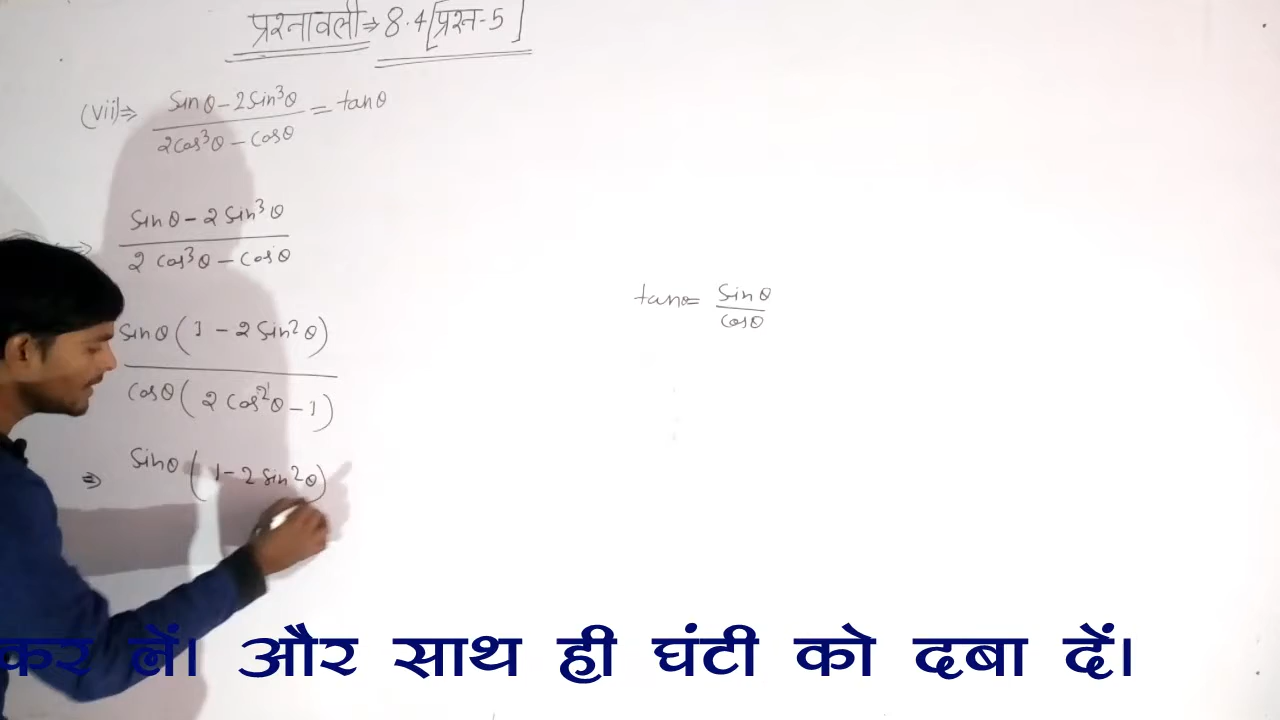 प्रश्नावली⇒ 8.4[प्रश्न-5]
(vii)⇒ sinθ-2sin³θ / 2cos³θ-cosθ = tanθ
⇒ sinθ-2sin³θ / 2cos³θ-cosθ
tanθ= sinθ / cosθ
sinθ(1-2sin²θ) / cosθ(2cos²θ-1)
⇒ sinθ(1-2sin²θ)
कर लें। और साथ ही घंटी को दबा दें।